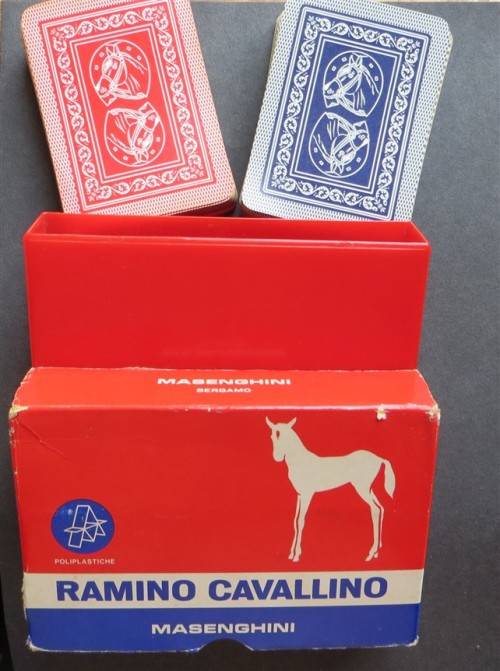 MASENGHINI
BERGAMO
POLIPLASTICHE
RAMINO CAVALLINO
MASENGHINI